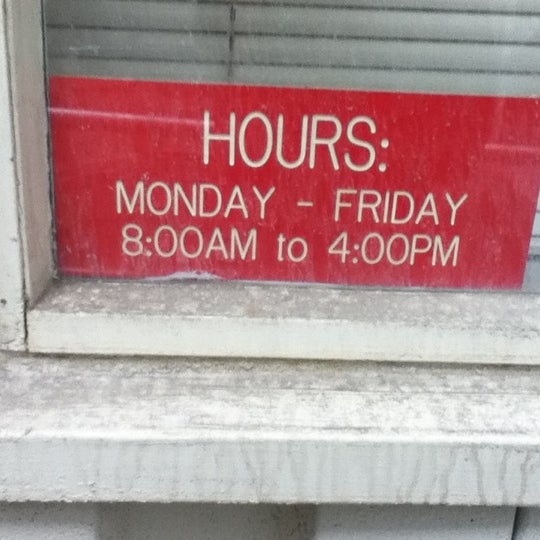 HOURS:
MONDAY - FRIDAY
8:00AM to 4:00PM